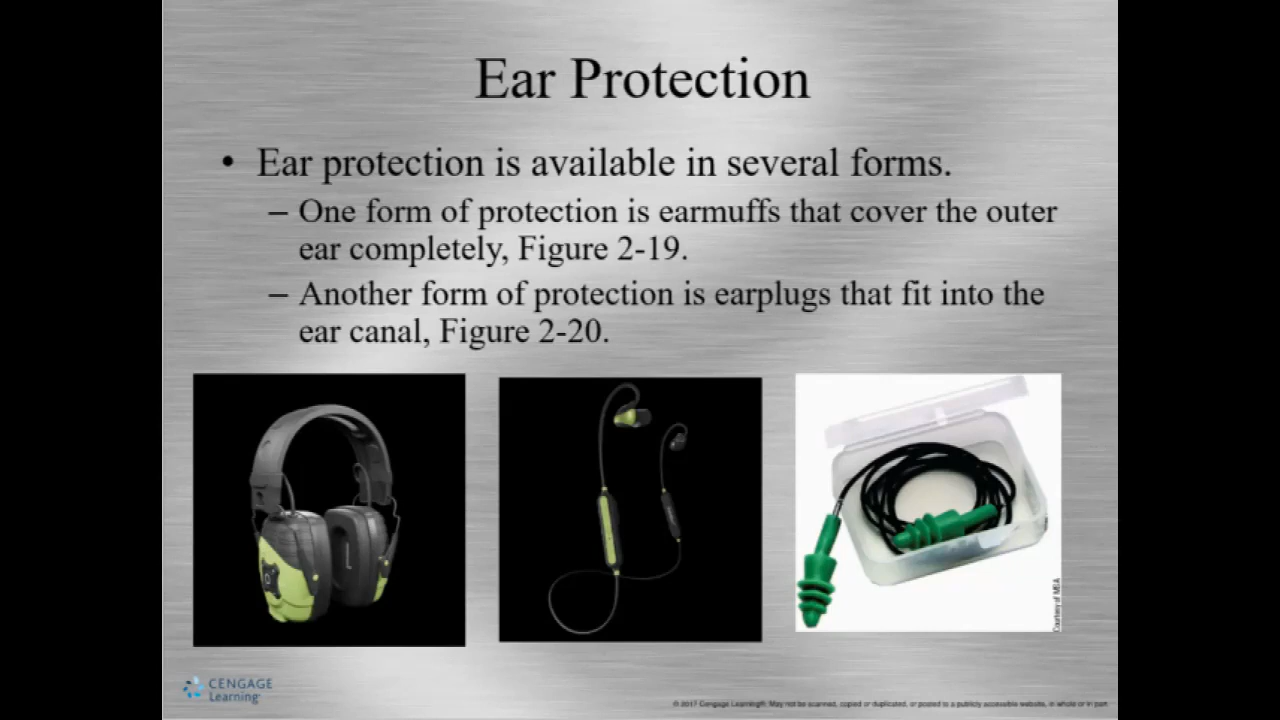 Ear Protection
• Ear protection is available in several forms.
– One form of protection is earmuffs that cover the outer
ear completely, Figure 2-19.
– Another form of protection is earplugs that fit into the
ear canal, Figure 2-20.
Courtesy of MSA
CENGAGE
Learning
© 2017 Cengage Learning®. May not be scanned, copied or duplicated, or posted to a publicly accessible website, in whole or in part